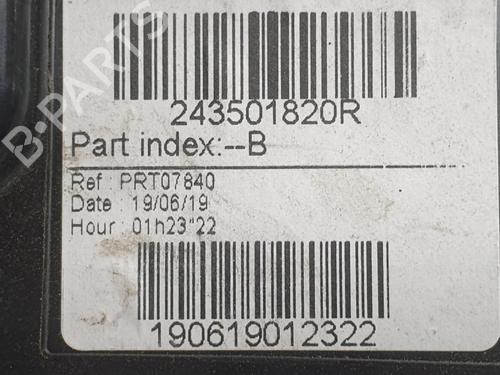 243501820R
Part index:--B
Ref : PRT07840
Date : 19/06/19
Hour : 01h23"22
190619012322
B-PARTS